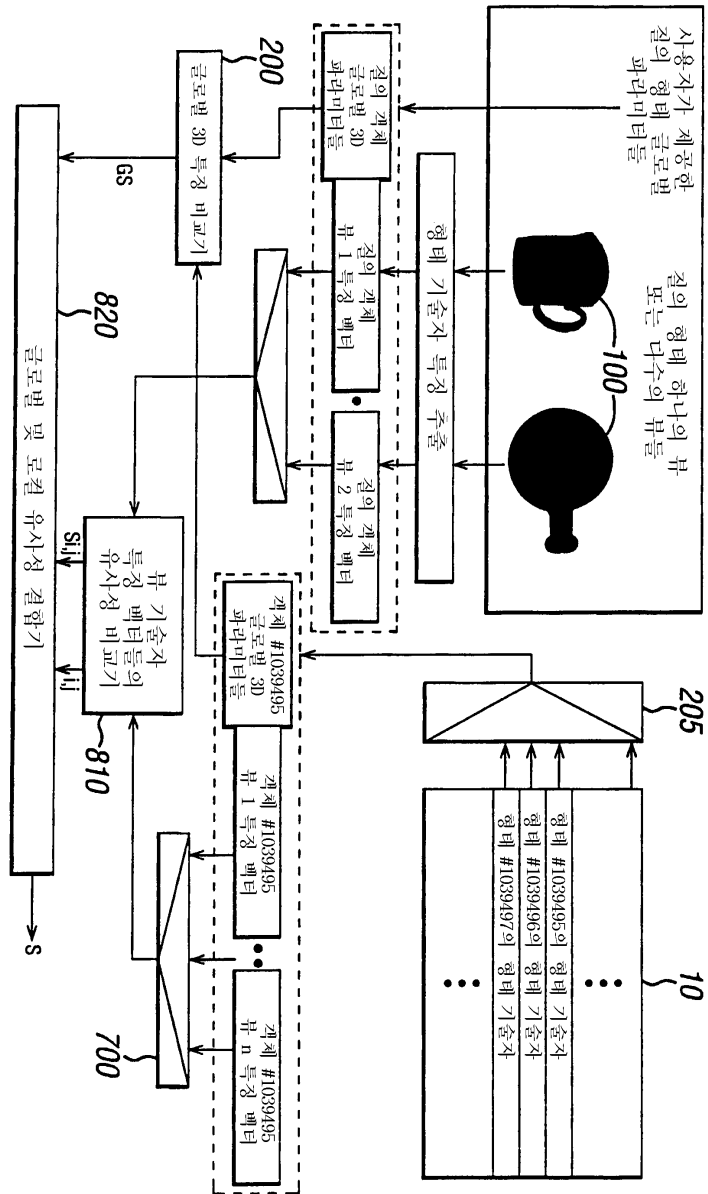 사용자가 제공한
질의 형태 글로벌
파라미터들
질의 형태 하나의 뷰
또는 다수의 뷰들
100
형태 기술자 특징 추출
질의 객체
글로벌 3D
파라미터들
질의 객체
뷰 1 특징 벡터
질의 객체
뷰 2 특징 벡터
200
글로벌 3D 특징 비교기
GS
820
글로벌 및 로컬 유사성 결합기
Si,j
i,j
뷰 기술자
특징 벡터들의
유사성 비교기
810
S
205
10
형태 #1039495의 형태 기술자
형태 #1039496의 형태 기술자
형태 #1039497의 형태 기술자
객체 #1039495
글로벌 3D
파라미터들
객체 #1039495
뷰 1 특징 벡터
객체 #1039495
뷰 n 특징 벡터
700